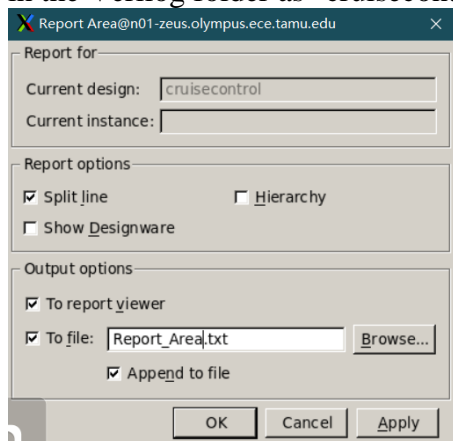 in the Verilog folder as "cruisecont
Report Area@n01-zeus.olympus.ece.tamu.edu
Report for
Current design: cruisecontrol
Current instance:
Report options
Split line Hierarchy
Show Designware
Output options
To report viewer
To file: Report_Area.txt Browse...
Append to file
OK Cancel Apply